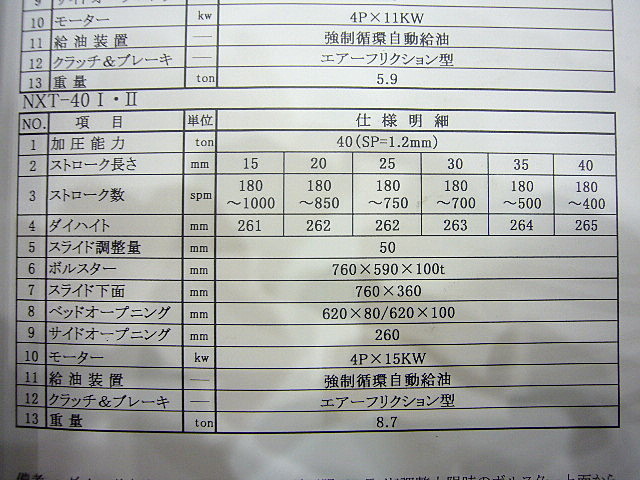 10 モーター kw 4P×11KW
11 給油装置 — 強制循環自動給油
12 クラッチ＆ブレーキ — エアーフリクション型
13 重量 ton 5.9
NXT-40Ⅰ・Ⅱ
NO. 項目 単位 仕様明細
1 加圧能力 ton 40(SP=1.2mm)
2 ストローク長さ mm 15 20 25 30 35 40
3 ストローク数 spm 180～1000 180～850 180～750 180～700 180～500 180～400
4 ダイハイト mm 261 262 262 263 264 265
5 スライド調整量 mm 50
6 ボルスター mm 760×590×100t
7 スライド下面 mm 760×360
8 ベッドオープニング mm 620×80/620×100
9 サイドオープニング mm 260
10 モーター kw 4P×15KW
11 給油装置 — 強制循環自動給油
12 クラッチ＆ブレーキ — エアーフリクション型
13 重量 ton 8.7